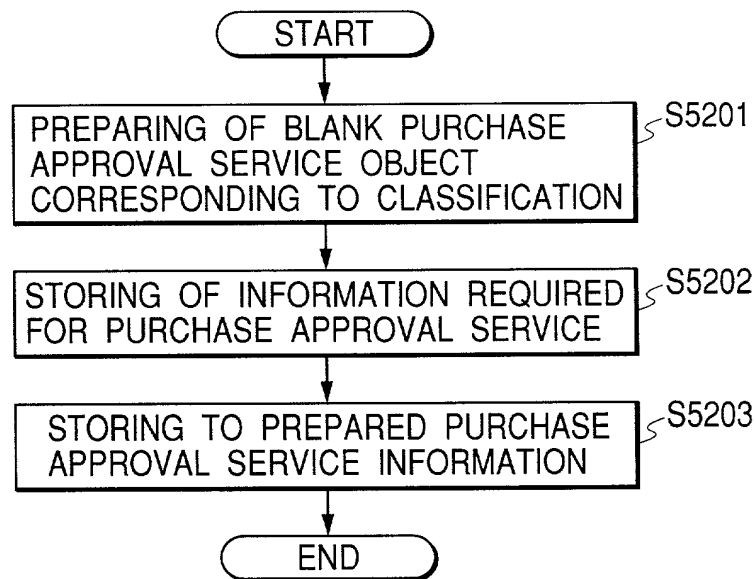 START
PREPARING OF BLANK PURCHASE
APPROVAL SERVICE OBJECT
CORRESPONDING TO CLASSIFICATION
S5201
STORING OF INFORMATION REQUIRED
FOR PURCHASE APPROVAL SERVICE
S5202
STORING TO PREPARED PURCHASE
APPROVAL SERVICE INFORMATION
S5203
END